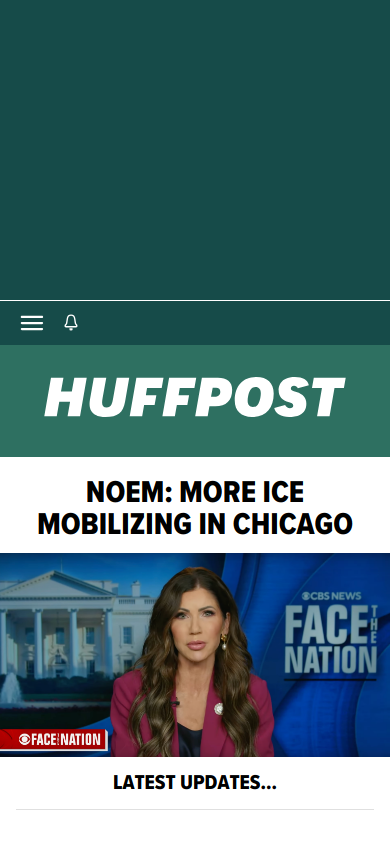 HUFFPOST
NOEM: MORE ICE
MOBILIZING IN CHICAGO
CBS NEWS
FACE
THE
NATION
FACE THE NATION
LATEST UPDATES...